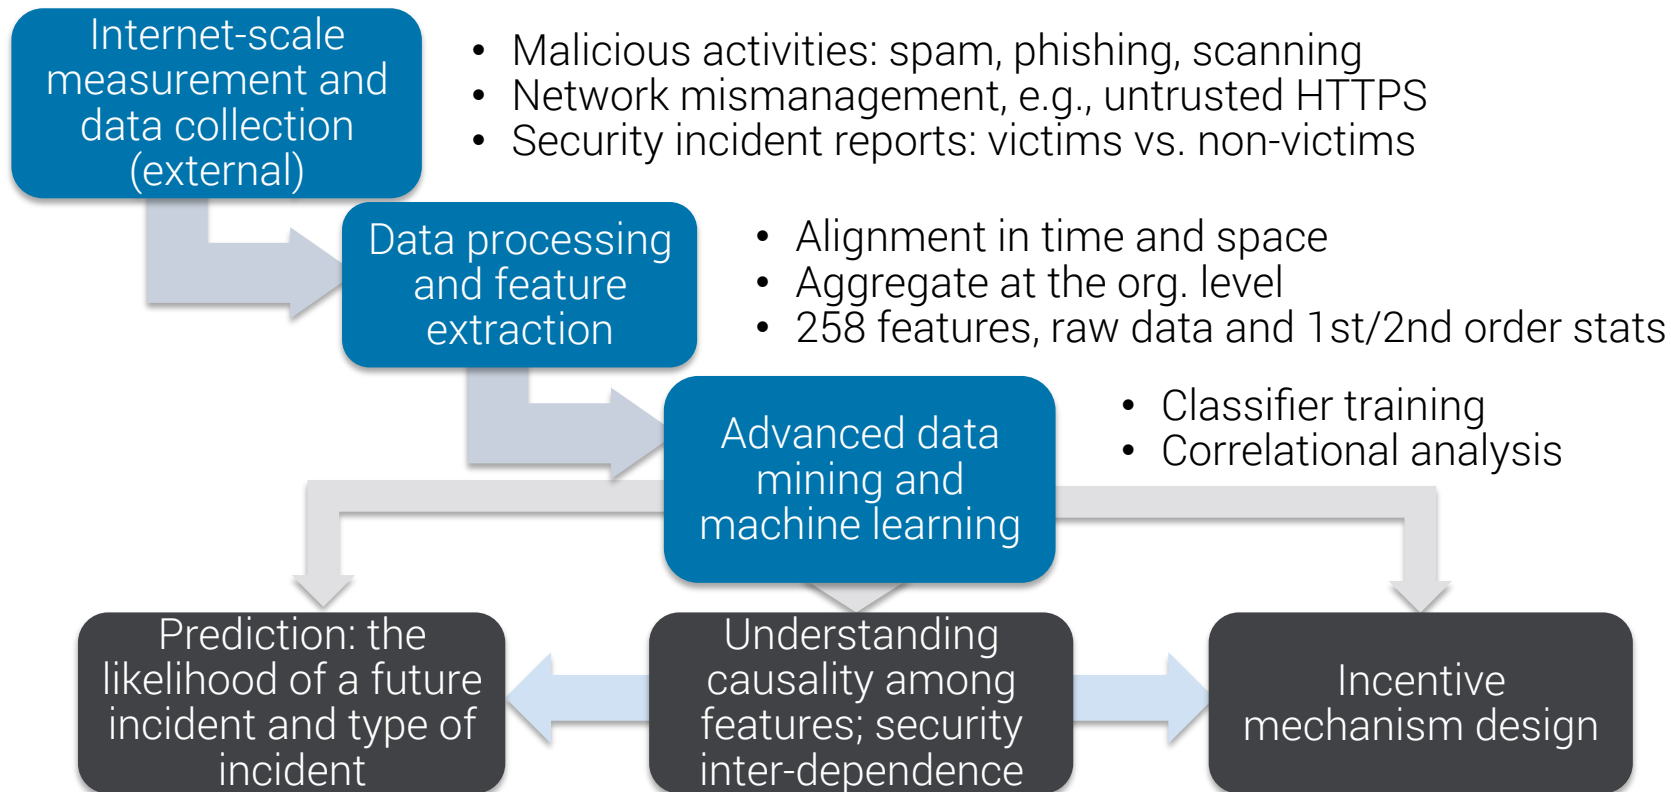 Internet-scale
measurement and
data collection
(external)
• Malicious activities: spam, phishing, scanning
• Network mismanagement, e.g., untrusted HTTPS
• Security incident reports: victims vs. non-victims
Data processing
and feature
extraction
• Alignment in time and space
• Aggregate at the org. level
• 258 features, raw data and 1st/2nd order stats
Advanced data
mining and
machine learning
• Classifier training
• Correlational analysis
Prediction: the
likelihood of a future
incident and type of
incident
Understanding
causality among
features; security
inter-dependence
Incentive
mechanism design